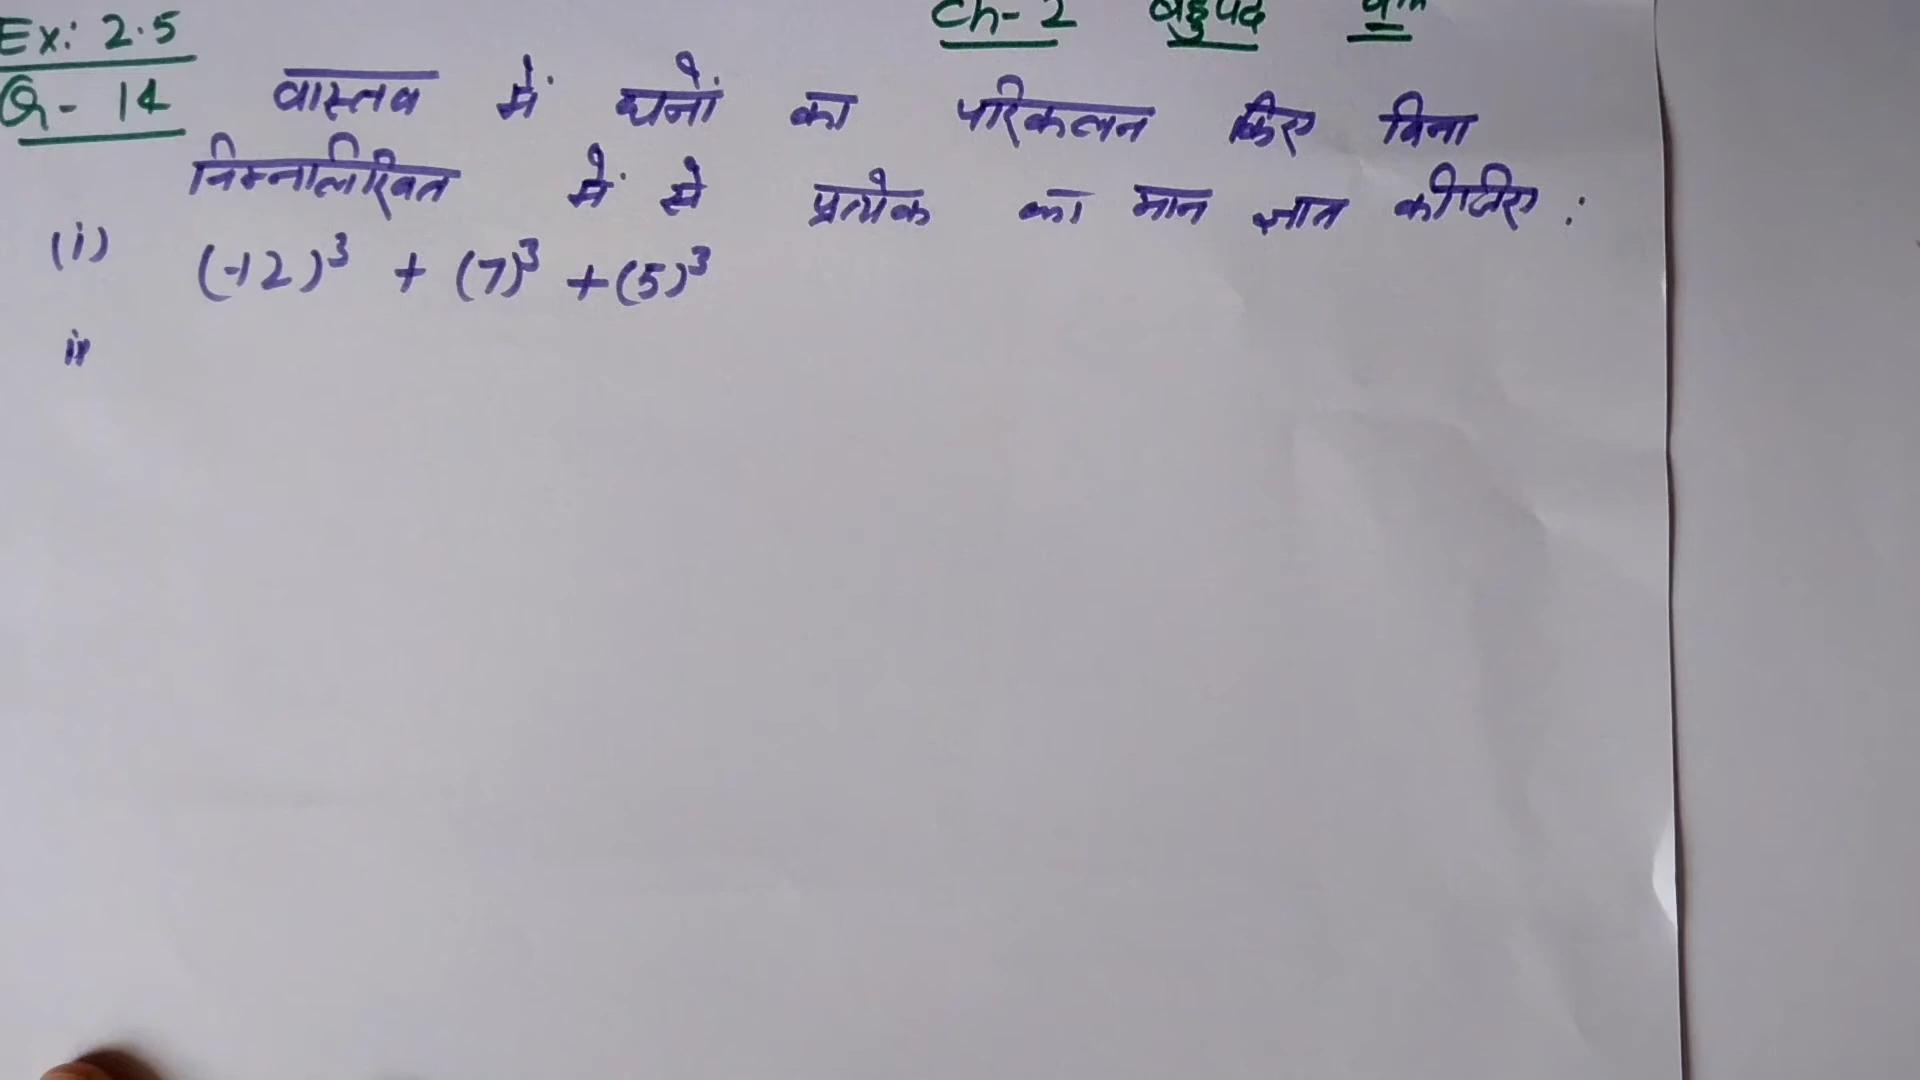 Ex: 2.5
Ch- 2 बहुपद
Q- 14 वास्तव में घनों का परिकलन किए बिना
निम्नलिखित में से प्रत्येक का मान ज्ञात कीजिए :
(i) (-12)³ + (7)³ + (5)³
ii